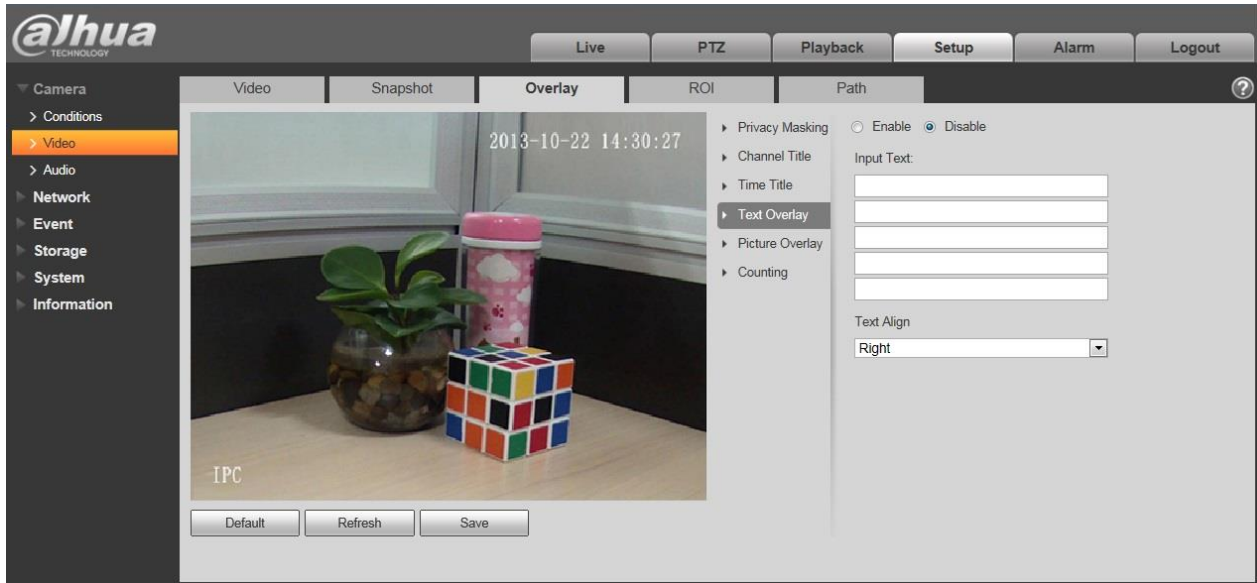 alhua
TECHNOLOGY
Live
PTZ
Playback
Setup
Alarm
Logout
Camera
Conditions
Video
Audio
Network
Event
Storage
System
Information
Video
Snapshot
Overlay
ROI
Path
?
2013-10-22 14:30:27
IPC
Default
Refresh
Save
Privacy Masking
Channel Title
Time Title
Text Overlay
Picture Overlay
Counting
Enable
Disable
Input Text:
Text Align
Right